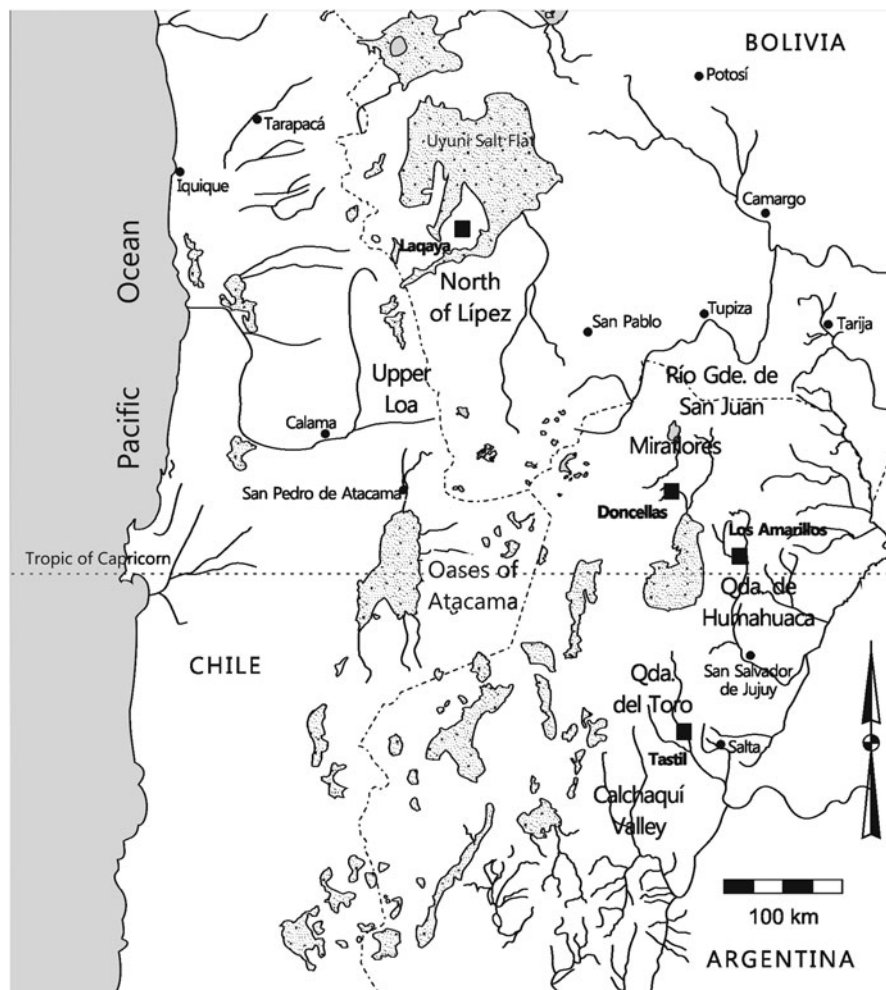 BOLIVIA
Potosí
Tarapacá
Uyuni Salt Flat
Iquique
Camargo
Laqaya
Pacific Ocean
North
of Lípez
San Pablo
Tupiza
Tarija
Upper
Loa
Río Gde. de
San Juan
Calama
Miraflores
San Pedro de Atacama
Doncellas
Los Amarillos
Tropic of Capricorn
Oases of
Atacama
Qda. de
Humahuaca
CHILE
San Salvador
de Jujuy
Qda.
del Toro
Salta
Tastil
Calchaquí
Valley
100 km
ARGENTINA